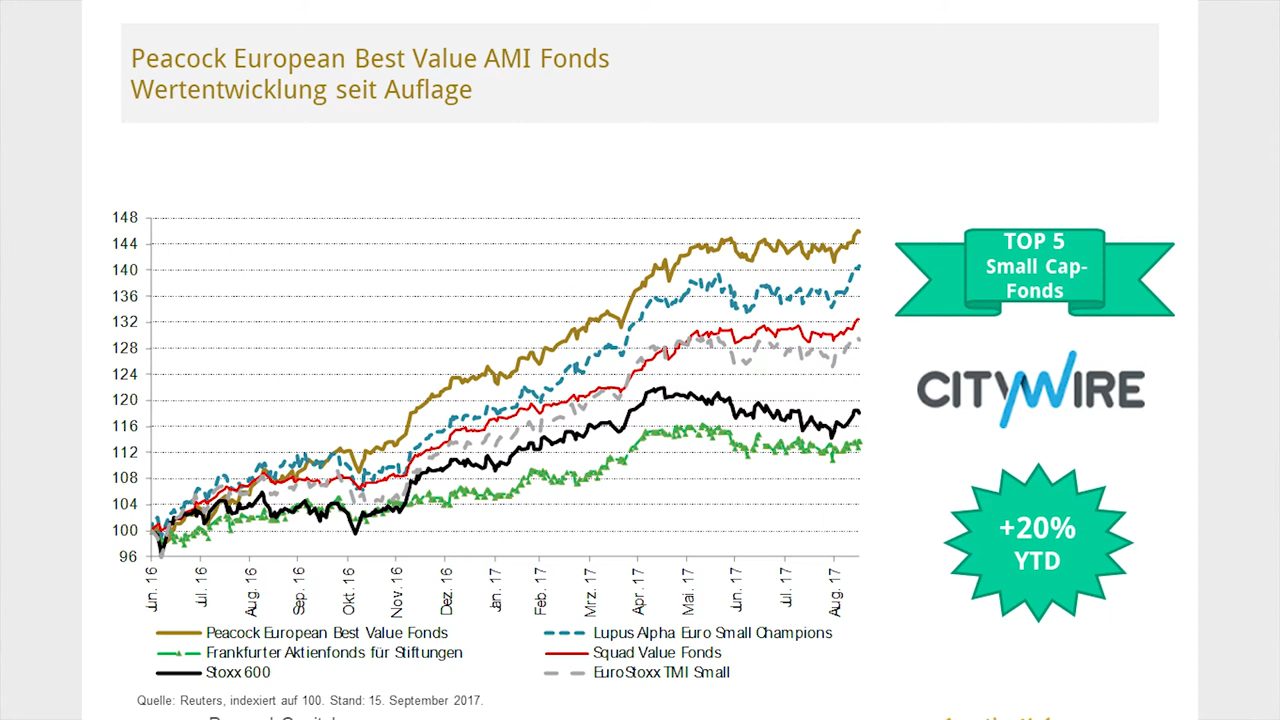 Peacock European Best Value AMI Fonds
Wertentwicklung seit Auflage
148
144
140
136
132
128
124
120
116
112
108
104
100
96
Jun. 16
Jul. 16
Aug. 16
Sep. 16
Okt. 16
Nov. 16
Dez. 16
Jan. 17
Feb. 17
Mrz. 17
Apr. 17
Mai. 17
Jun. 17
Jul. 17
Aug. 17
Peacock European Best Value Fonds
Lupus Alpha Euro Small Champions
Frankfurter Aktienfonds für Stiftungen
Squad Value Fonds
Stoxx 600
EuroStoxx TMI Small
TOP 5
Small Cap-
Fonds
CITYWIRE
+20%
YTD
Quelle: Reuters, indexiert auf 100. Stand: 15. September 2017.